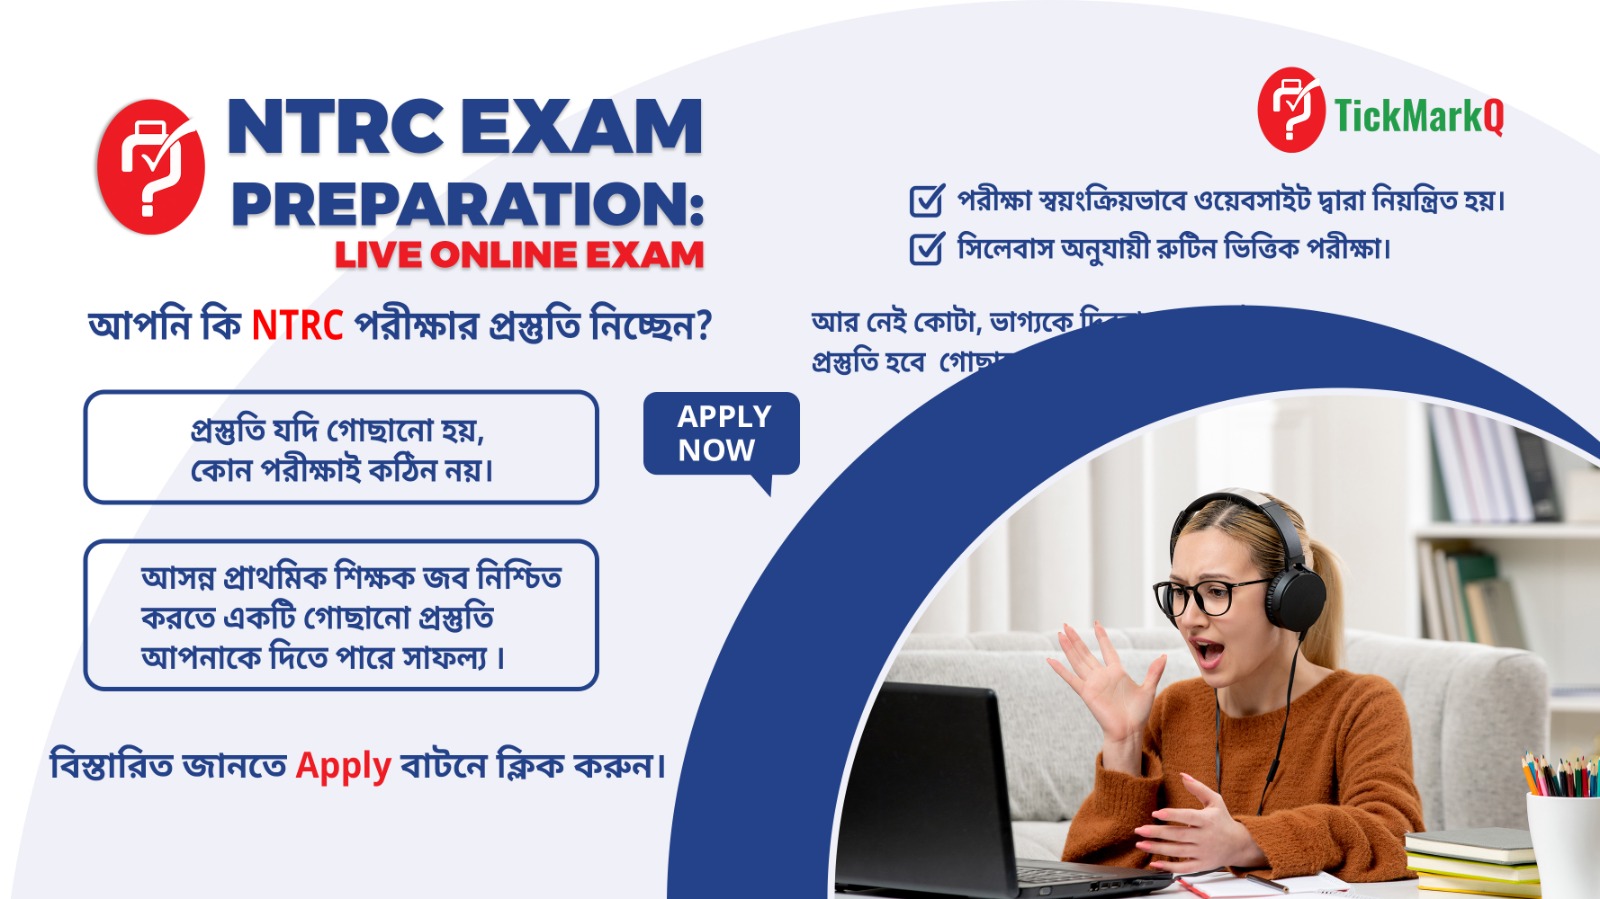 NTRC EXAM
PREPARATION:
LIVE ONLINE EXAM
আপনি কি NTRC পরীক্ষার প্রস্তুতি নিচ্ছেন?
প্রস্তুতি যদি গোছানো হয়,
কোন পরীক্ষাই কঠিন নয়।
আসন্ন প্রাথমিক শিক্ষক জব নিশ্চিত
করতে একটি গোছানো প্রস্তুতি
আপনাকে দিতে পারে সাফল্য ।
বিস্তারিত জানতে Apply বাটনে ক্লিক করুন।
APPLY
NOW
TickMarkQ
পরীক্ষা স্বয়ংক্রিয়ভাবে ওয়েবসাইট দ্বারা নিয়ন্ত্রিত হয়।
সিলেবাস অনুযায়ী রুটিন ভিত্তিক পরীক্ষা।
আর নেই কোটা, ভাগ্যকে
প্রস্তুতি হবে